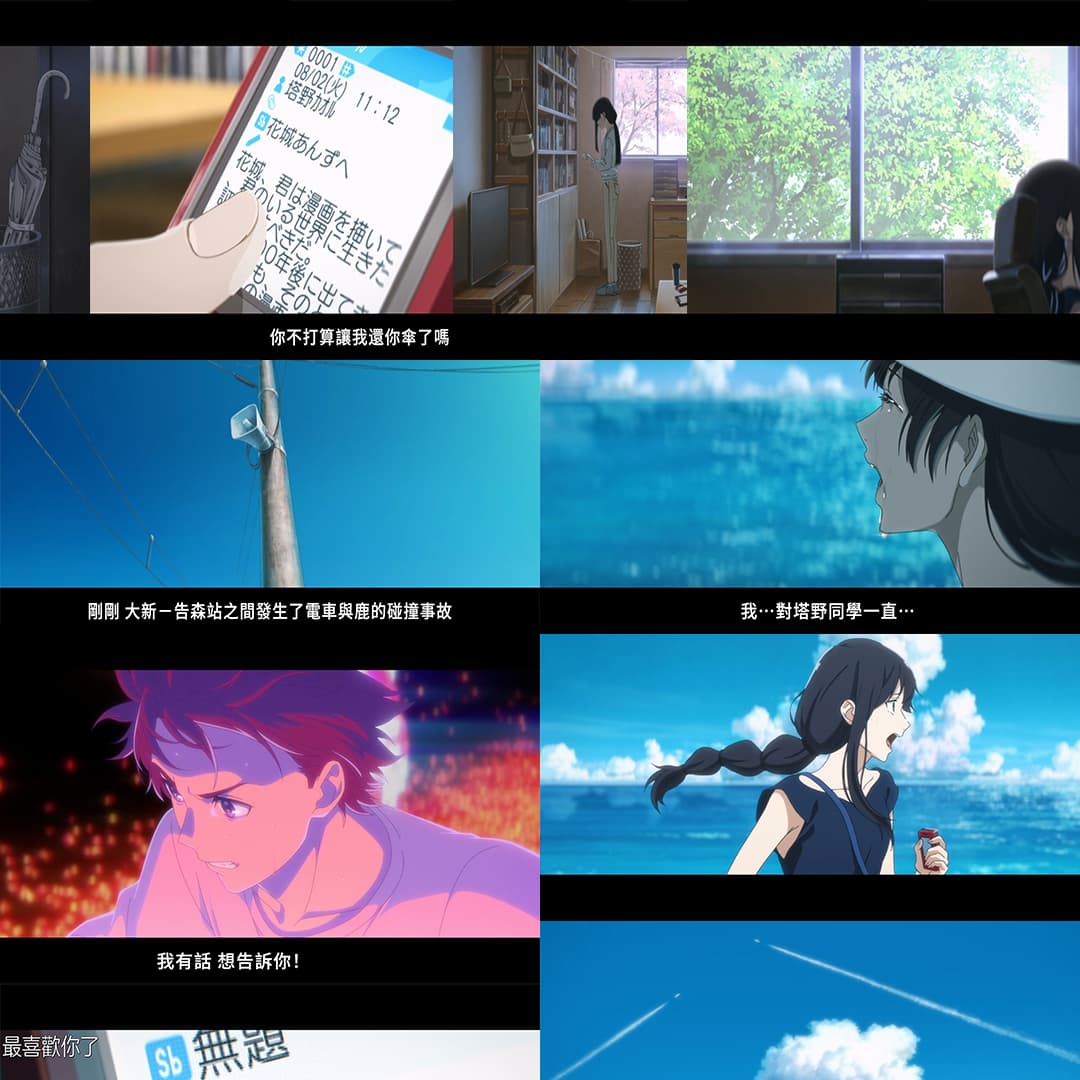 0001
08/02(火) 11:12
塔野カオル
Sb 花城あんずへ
花城、君は漫画を描いて
君のいる世界に生きた
べきだ。
0年後に出てき
も、その
の漫画
你不打算讓我還你傘了嗎
剛剛 大新－告森站之間發生了電車與鹿的碰撞事故
我…對塔野同學一直…
我有話 想告訴你!
最喜歡你了
Sb 無題